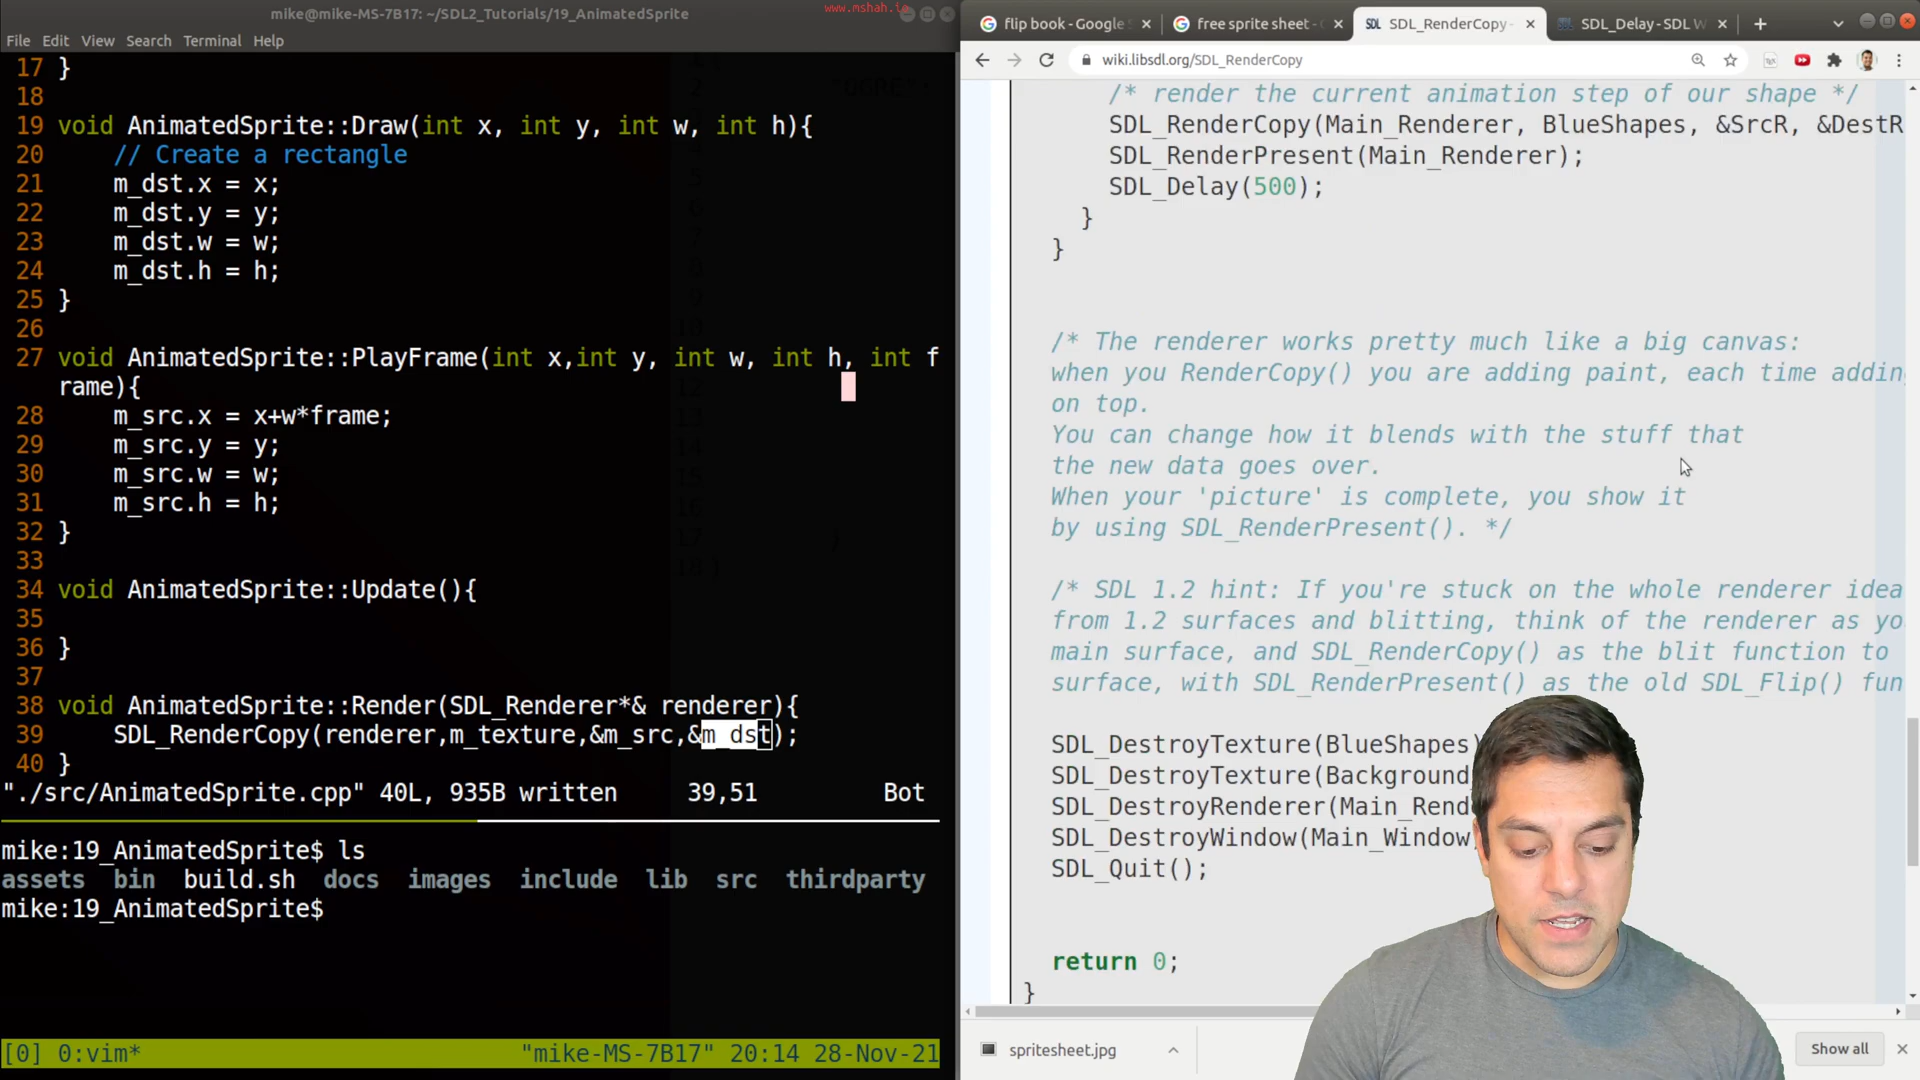 mike@mike-MS-7B17: ~/SDL2_Tutorials/19_AnimatedSprite
www.mshah.io
File Edit View Search Terminal Help
17 }
18
19 void AnimatedSprite::Draw(int x, int y, int w, int h){
20 // Create a rectangle
21 m_dst.x = x;
22 m_dst.y = y;
23 m_dst.w = w;
24 m_dst.h = h;
25 }
26
27 void AnimatedSprite::PlayFrame(int x,int y, int w, int h, int f
rame){
28 m_src.x = x+w*frame;
29 m_src.y = y;
30 m_src.w = w;
31 m_src.h = h;
32 }
33
34 void AnimatedSprite::Update(){
35
36 }
37
38 void AnimatedSprite::Render(SDL_Renderer*& renderer){
39 SDL_RenderCopy(renderer,m_texture,&m_src,&m_dst);
40 }
"./src/AnimatedSprite.cpp" 40L, 935B written 39,51 Bot
mike:19_AnimatedSprite$ ls
assets bin build.sh docs images include lib src thirdparty
mike:19_AnimatedSprite$
[0] 0:vim* "mike-MS-7B17" 20:14 28-Nov-21
flip book - Google
free sprite sheet -
SDL_RenderCopy -
SDL_Delay - SDL W
wiki.libsdl.org/SDL_RenderCopy
/* render the current animation step of our shape */
SDL_RenderCopy(Main_Renderer, BlueShapes, &SrcR, &DestR
SDL_RenderPresent(Main_Renderer);
SDL_Delay(500);
}
}
/* The renderer works pretty much like a big canvas:
when you RenderCopy() you are adding paint, each time adding
on top.
You can change how it blends with the stuff that
the new data goes over.
When your 'picture' is complete, you show it
by using SDL_RenderPresent(). */
/* SDL 1.2 hint: If you're stuck on the whole renderer idea
from 1.2 surfaces and blitting, think of the renderer as yo
main surface, and SDL_RenderCopy() as the blit function to
surface, with SDL_RenderPresent() as the old SDL_Flip() fun
SDL_DestroyTexture(BlueShapes)
SDL_DestroyTexture(Background
SDL_DestroyRenderer(Main_Rend
SDL_DestroyWindow(Main_Window
SDL_Quit();
return 0;
}
spritesheet.jpg
Show all